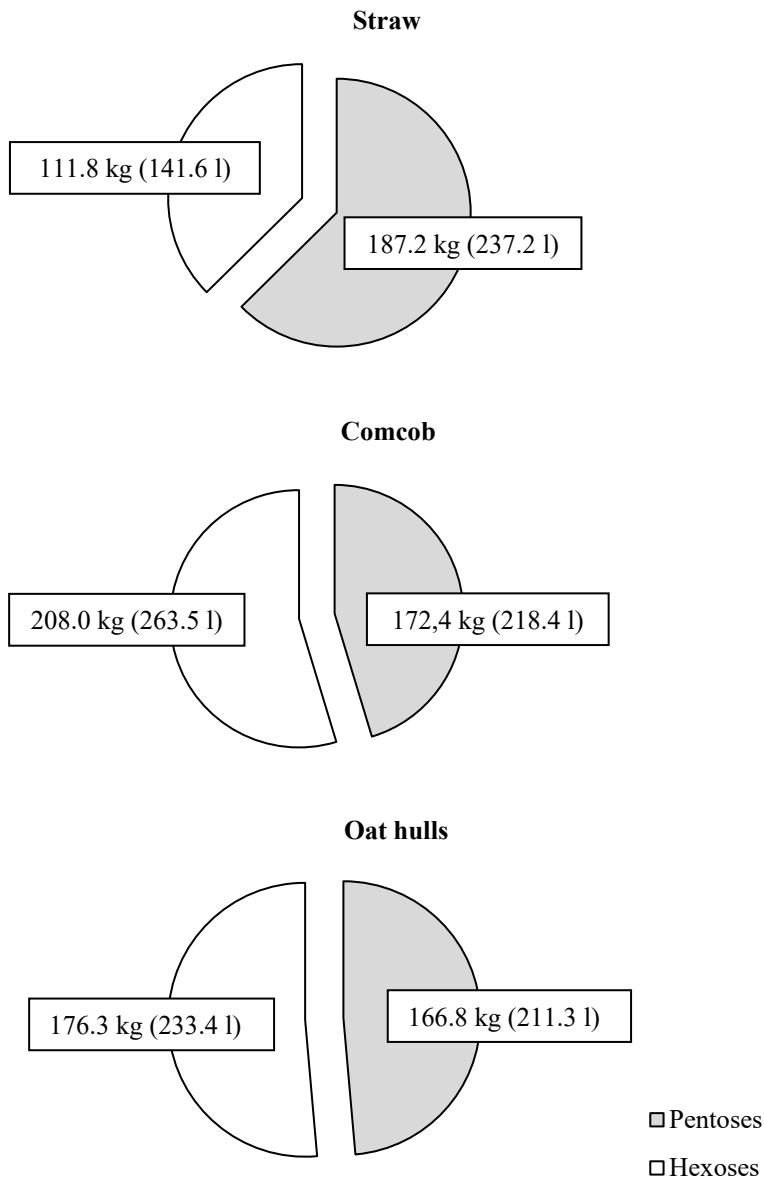 Straw
111.8 kg (141.6 l)
187.2 kg (237.2 l)
Comcob
208.0 kg (263.5 l)
172,4 kg (218.4 l)
Oat hulls
176.3 kg (233.4 l)
166.8 kg (211.3 l)
Pentoses
Hexoses